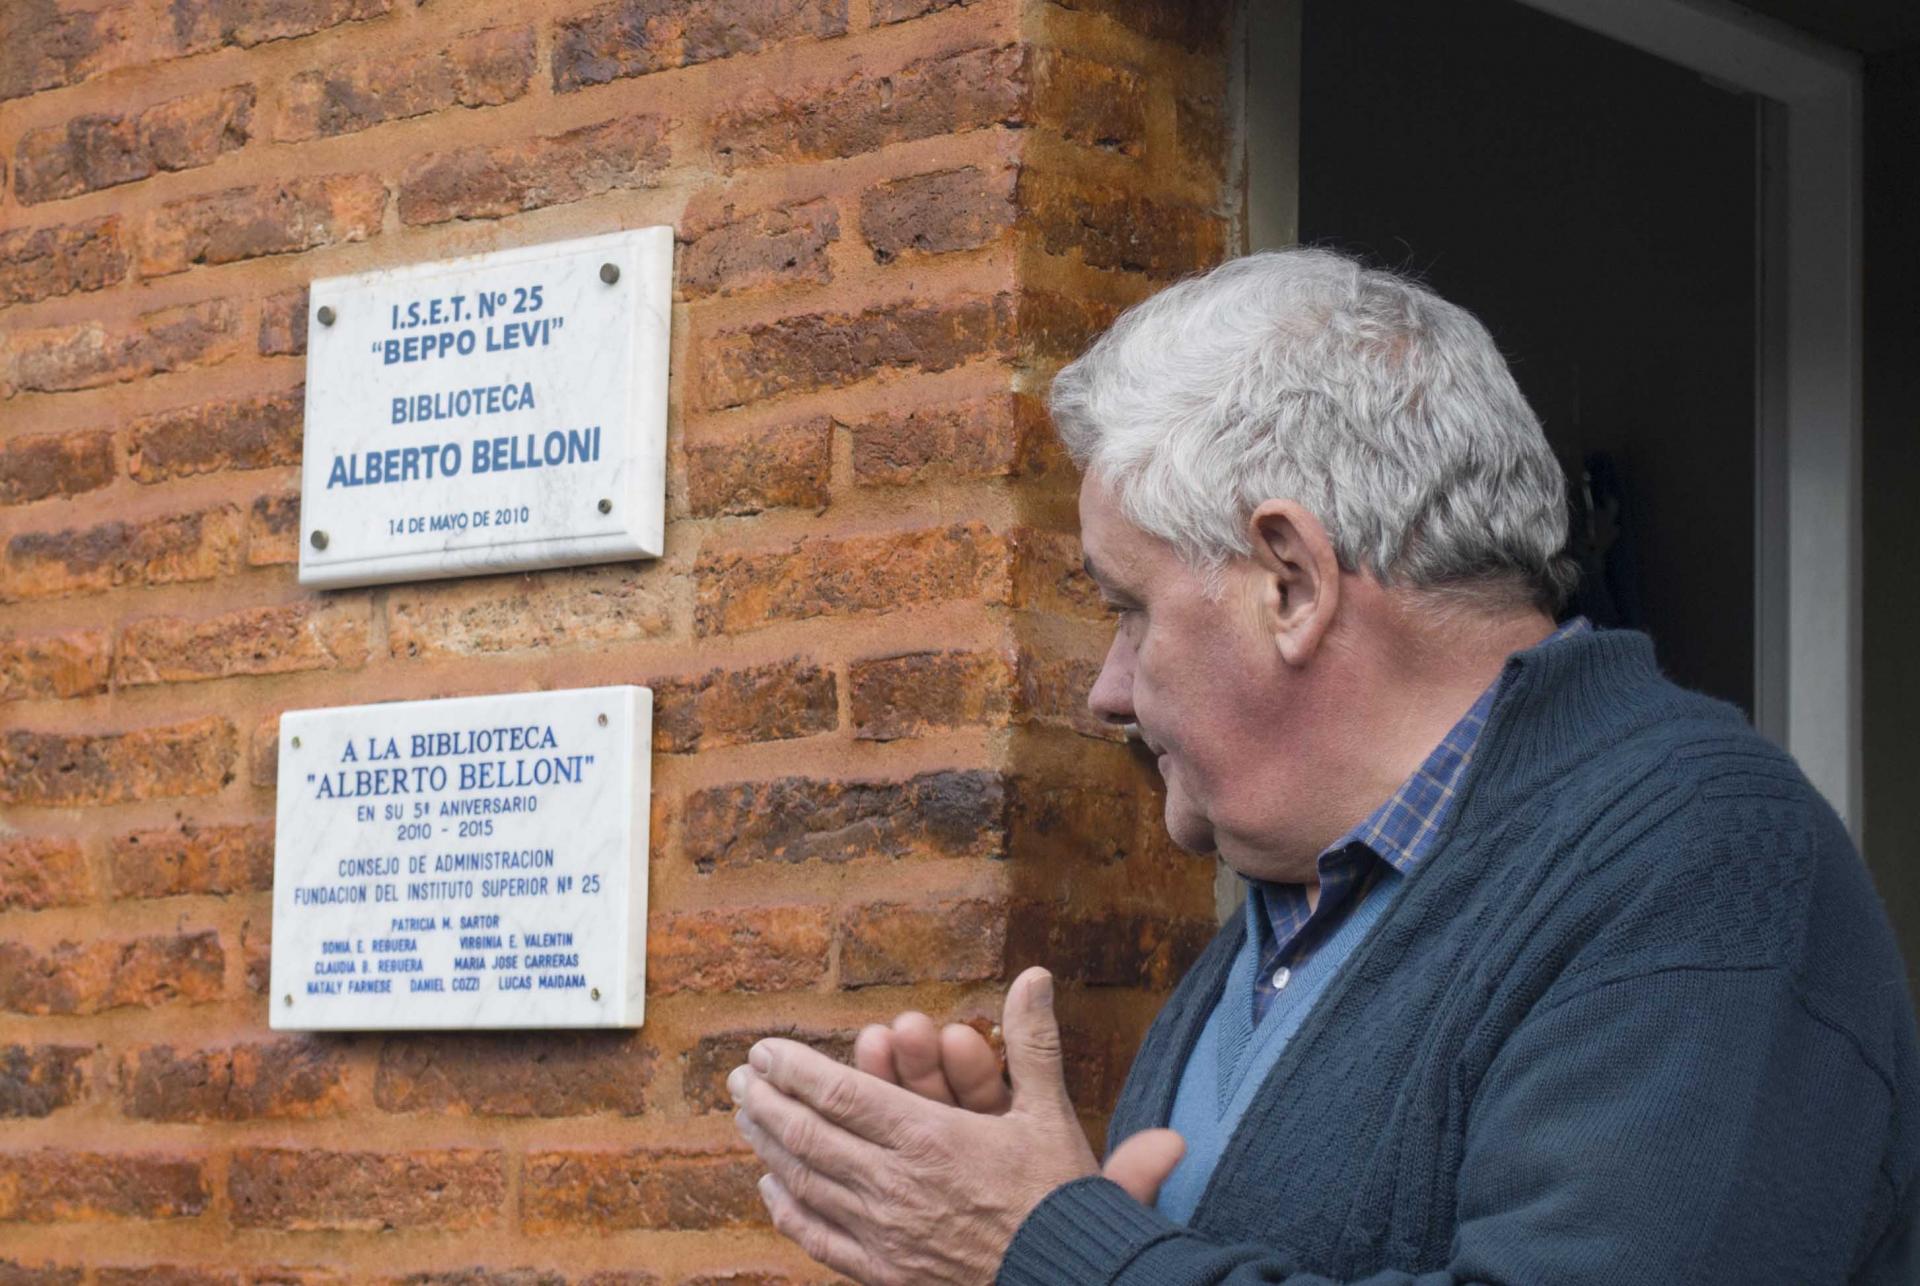 I.S.E.T. Nº 25
“BEPPO LEVI”
BIBLIOTECA
ALBERTO BELLONI
14 DE MAYO DE 2010
A LA BIBLIOTECA
"ALBERTO BELLONI"
EN SU 5º ANIVERSARIO
2010 - 2015
CONSEJO DE ADMINISTRACION
FUNDACION DEL INSTITUTO SUPERIOR Nº 25
PATRICIA M. SARTOR
SONIA E. REGUERA VIRGINIA E. VALENTIN
CLAUDIA B. REGUERA MARIA JOSE CARRERAS
NATALY FARNESE DANIEL COZZI LUCAS MAIDANA